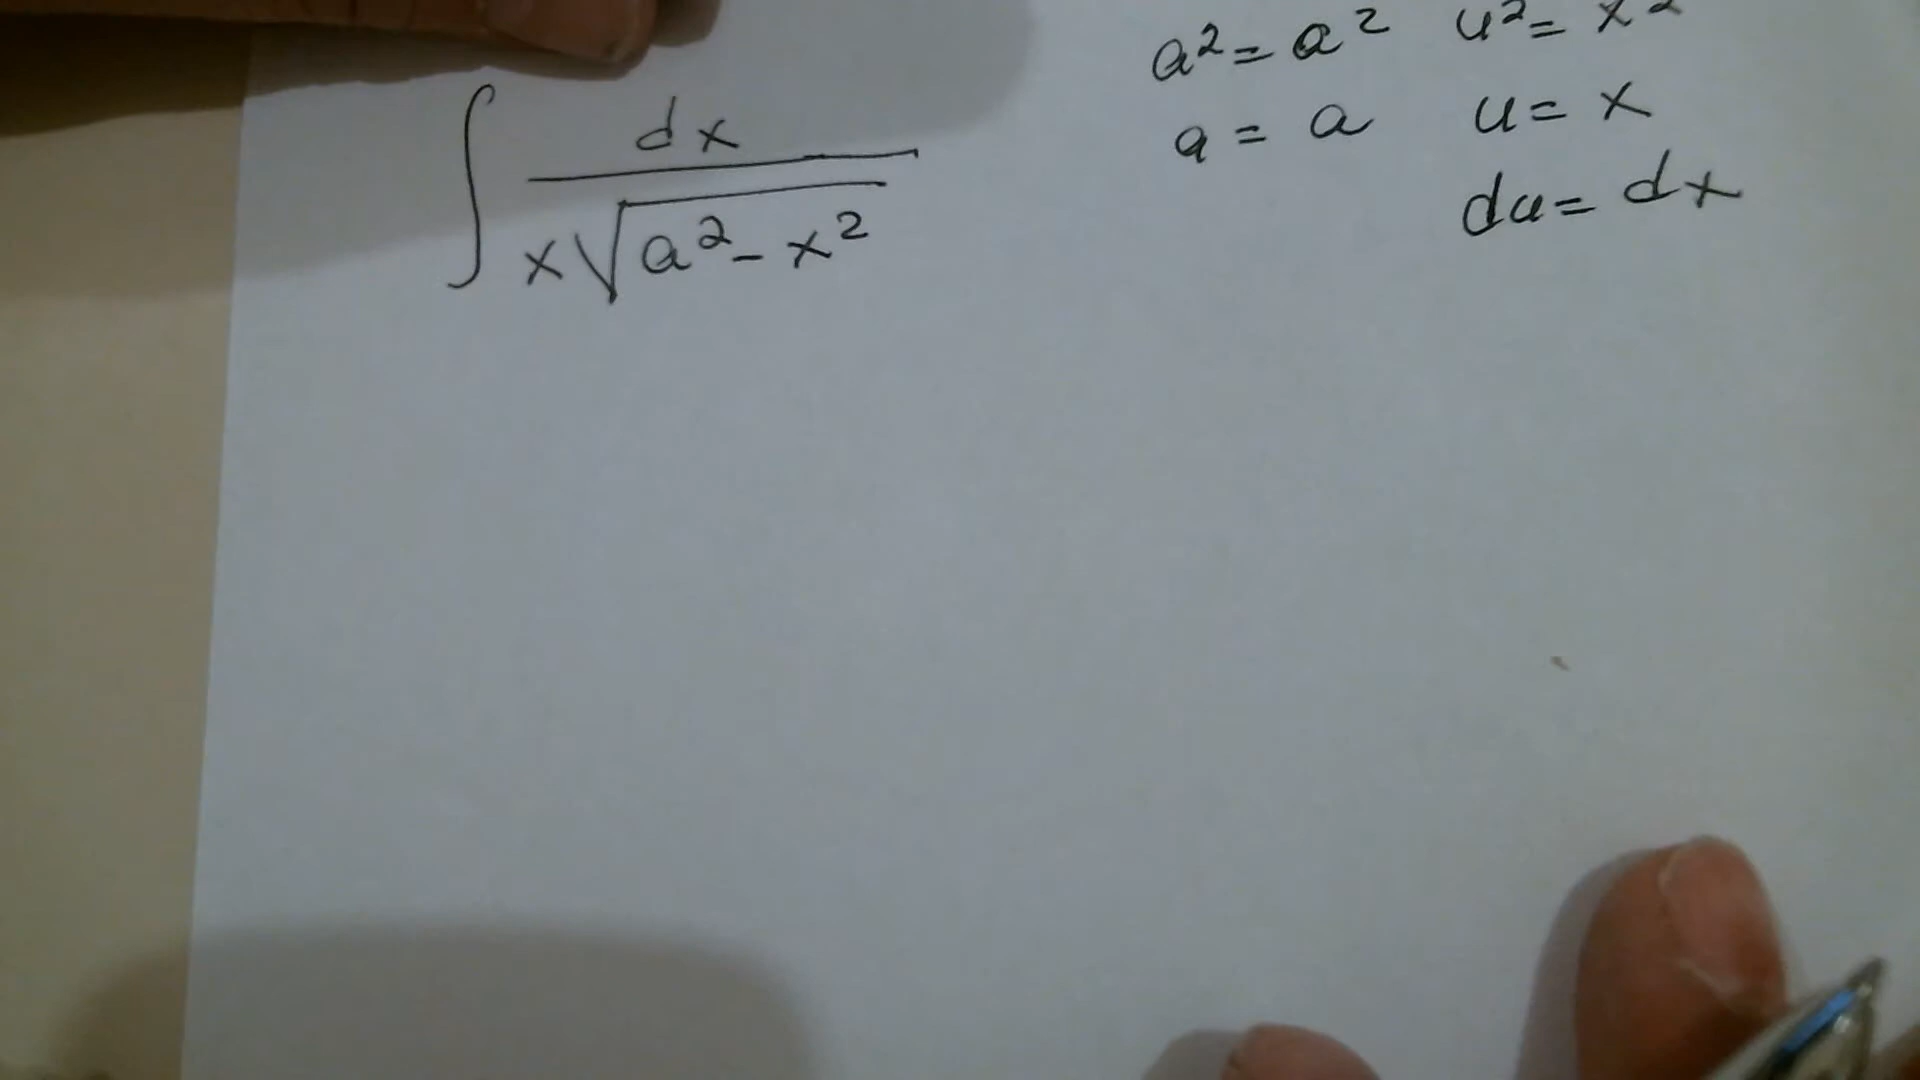 ∫ dx / x√(a² - x²)
a² = a² u² = x²
a = a u = x
du = dx